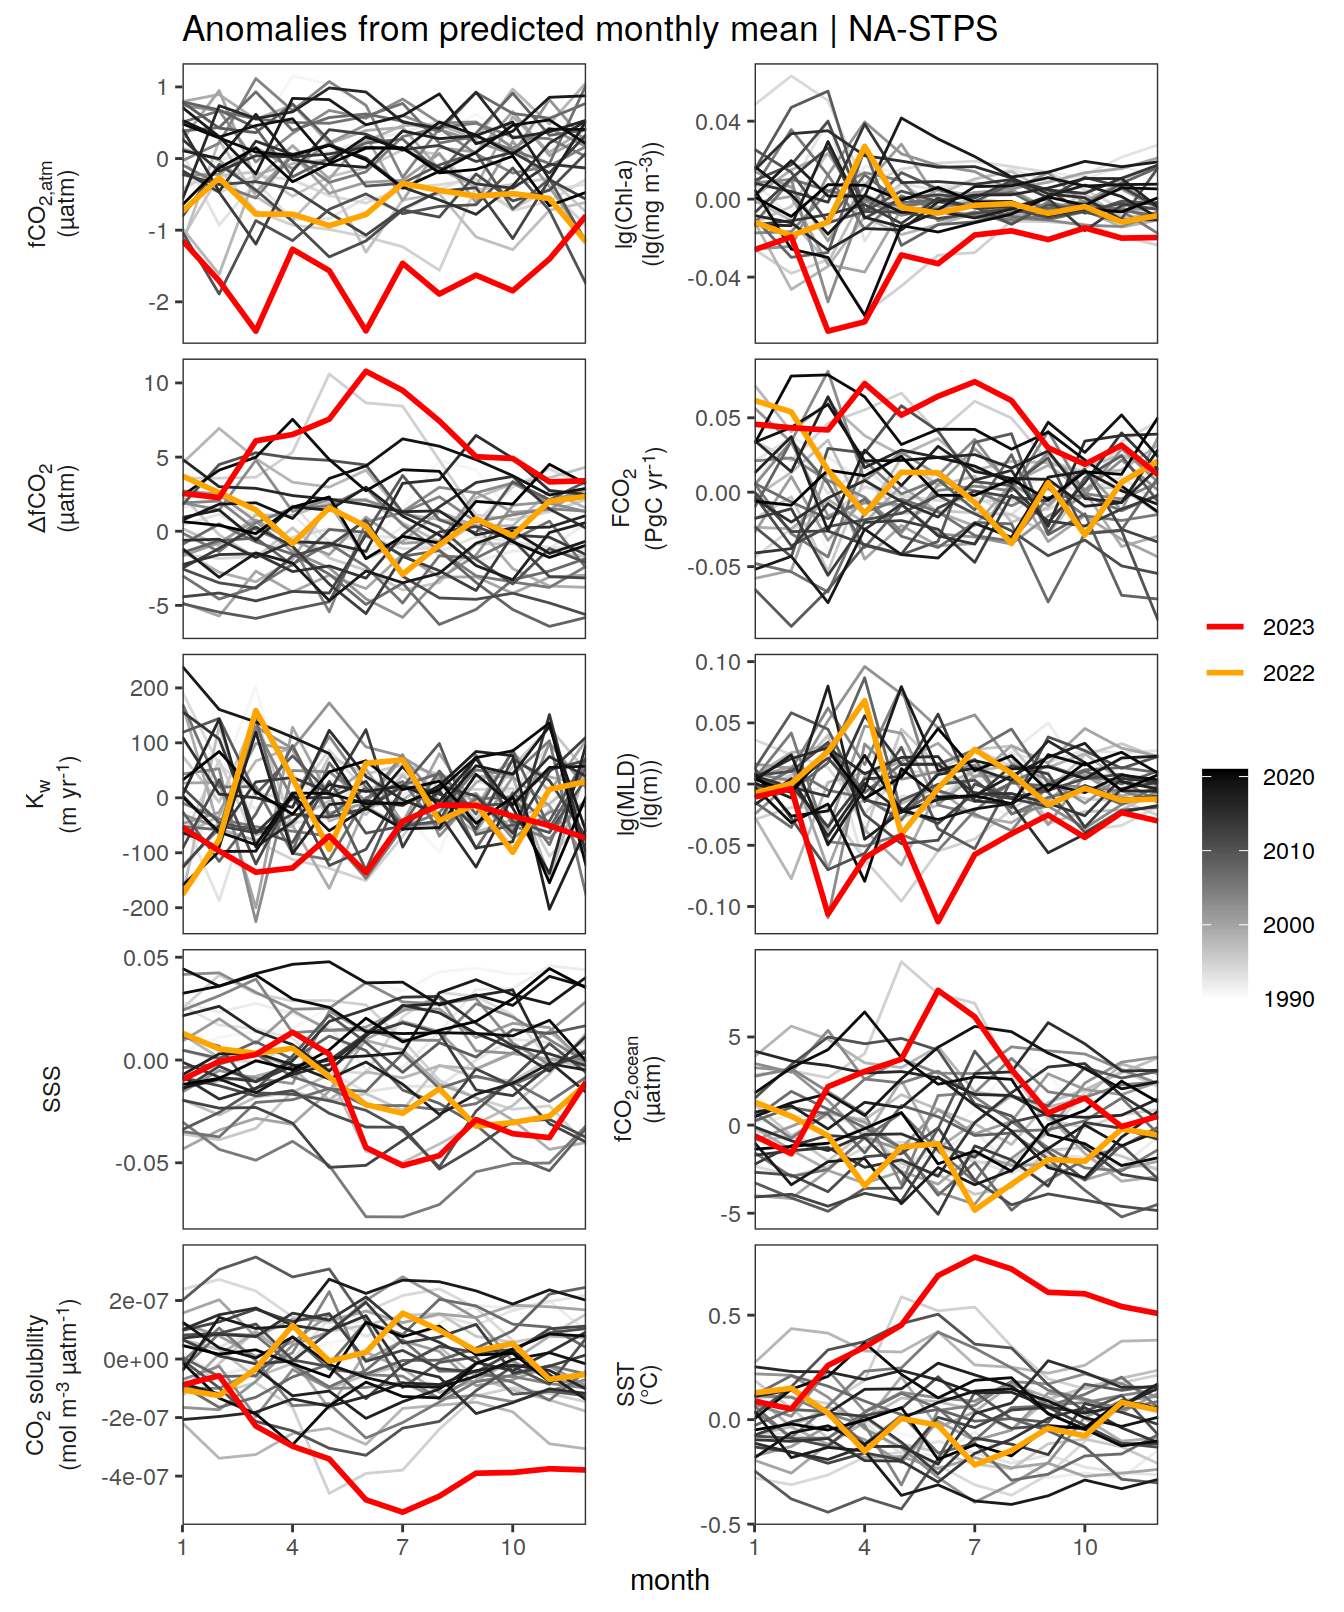 Anomalies from predicted monthly mean | NA-STPS
fCO2,atm
(µatm)
1
0
-1
-2
lg(Chl-a)
(lg(mg m-3))
0.04
0.00
-0.04
ΔfCO2
(µatm)
10
5
0
-5
FCO2
(PgC yr-1)
0.05
0.00
-0.05
Kw
(m yr-1)
200
100
0
-100
-200
lg(MLD)
(lg(m))
0.10
0.05
0.00
-0.05
-0.10
SSS
0.05
0.00
-0.05
fCO2,ocean
(µatm)
5
0
-5
CO2 solubility
(mol m-3 µatm-1)
2e-07
0e+00
-2e-07
-4e-07
SST
(°C)
0.5
0.0
-0.5
1 4 7 10
1 4 7 10
month
2023
2022
2020
2010
2000
1990